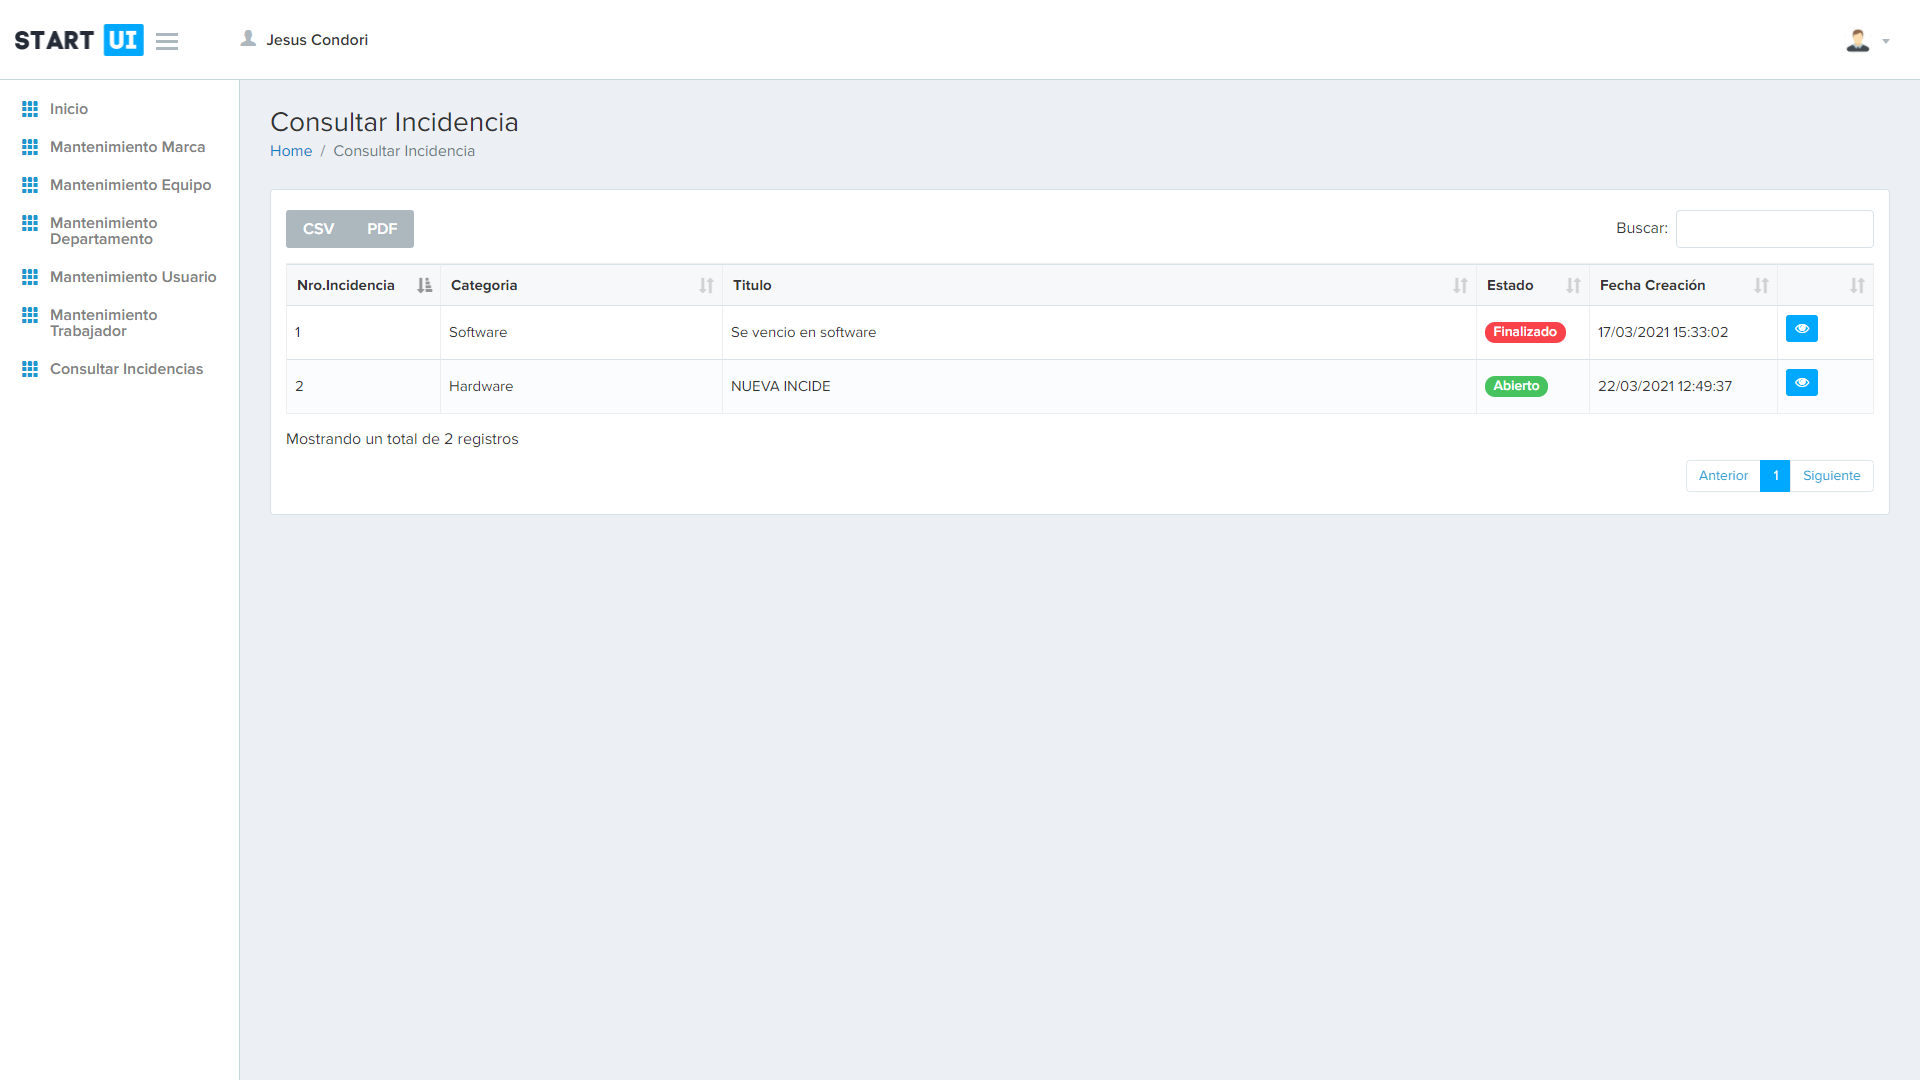 START UI
Jesus Condori
Inicio
Mantenimiento Marca
Mantenimiento Equipo
Mantenimiento
Departamento
Mantenimiento Usuario
Mantenimiento
Trabajador
Consultar Incidencias
Consultar Incidencia
Home / Consultar Incidencia
CSV PDF
Buscar:
Nro.Incidencia Categoria Titulo Estado Fecha Creación
1 Software Se vencio en software Finalizado 17/03/2021 15:33:02
2 Hardware NUEVA INCIDE Abierto 22/03/2021 12:49:37
Mostrando un total de 2 registros
Anterior 1 Siguiente